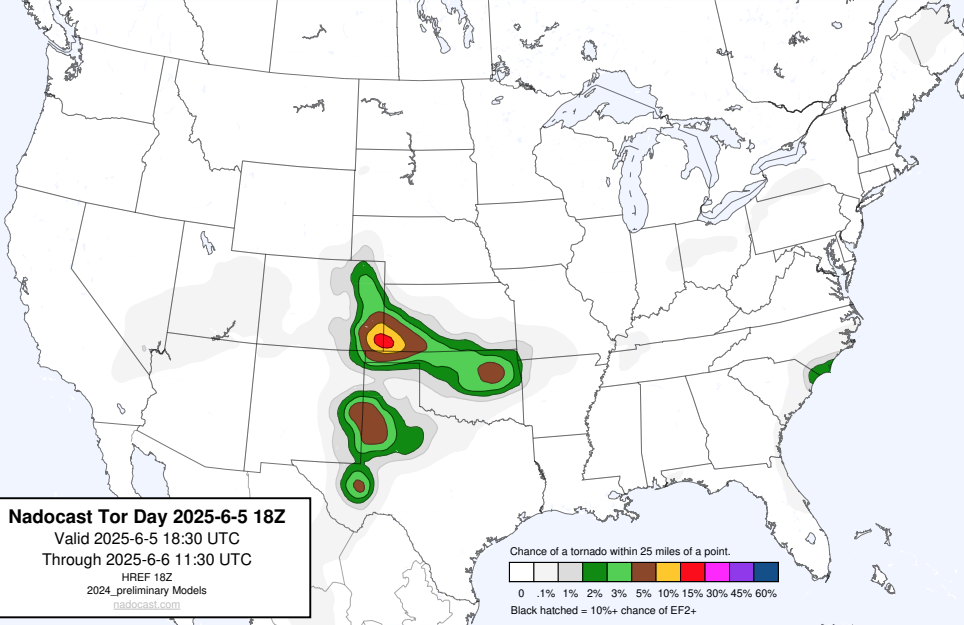 Nadocast Tor Day 2025-6-5 18Z
Valid 2025-6-5 18:30 UTC
Through 2025-6-6 11:30 UTC
HREF 18Z
2024_preliminary Models
nadocast.com
Chance of a tornado within 25 miles of a point.
0 .1% 1% 2% 3% 5% 10% 15% 30% 45% 60%
Black hatched = 10%+ chance of EF2+